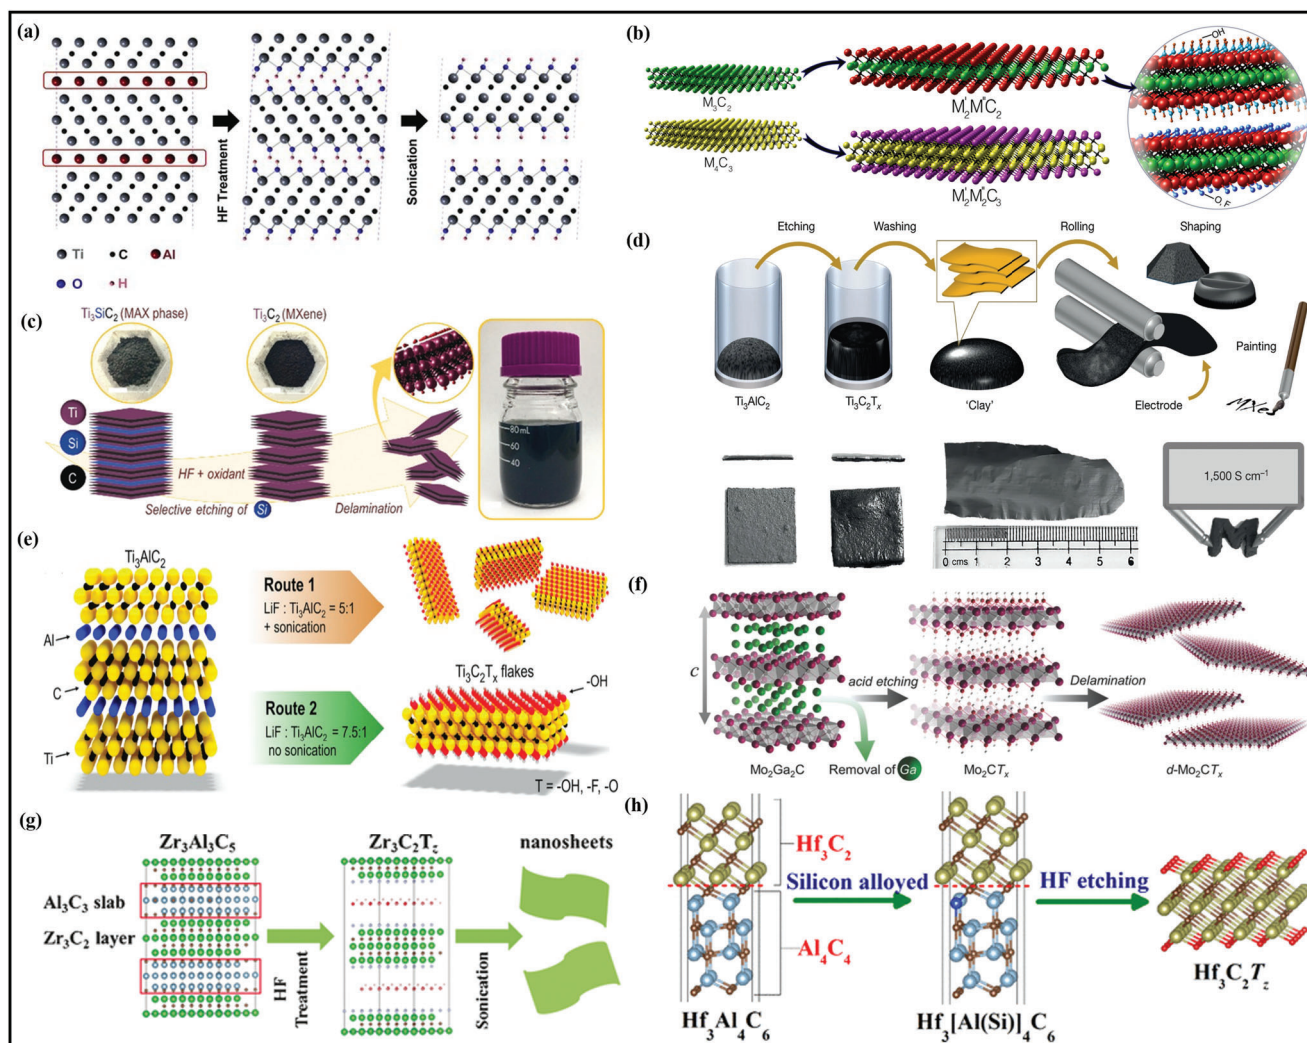 (a)
HF Treatment
Sonication
Ti
C
Al
O
H
(b)
M₃C₂
M₄C₃
M'₂M"C₂
M'₂M"₂C₃
OH
O, F
(c)
Ti₃SiC₂ (MAX phase)
Ti₃C₂ (MXene)
Ti
Si
C
HF + oxidant
Selective etching of Si
Delamination
80 mL
60
40
(d)
Etching
Washing
Rolling
Shaping
Ti₃AlC₂
Ti₃C₂Tₓ
'Clay'
Electrode
Painting
MXe
0 cms 1 2 3 4 5 6
1,500 S cm⁻¹
(e)
Ti₃AlC₂
Al
C
Ti
Route 1
LiF : Ti₃AlC₂ = 5:1
+ sonication
Route 2
LiF : Ti₃AlC₂ = 7.5:1
no sonication
Ti₃C₂Tₓ flakes
-OH
T = -OH, -F, -O
(f)
c
acid etching
Delamination
Mo₂Ga₂C
Removal of Ga
Mo₂CTₓ
d-Mo₂CTₓ
(g)
Zr₃Al₃C₅
Zr₃C₂T_z
nanosheets
Al₃C₃ slab
Zr₃C₂ layer
HF
Treatment
Sonication
(h)
Hf₃C₂
Silicon alloyed
HF etching
Al₄C₄
Hf₃Al₄C₆
Hf₃[Al(Si)]₄C₆
Hf₃C₂T_z